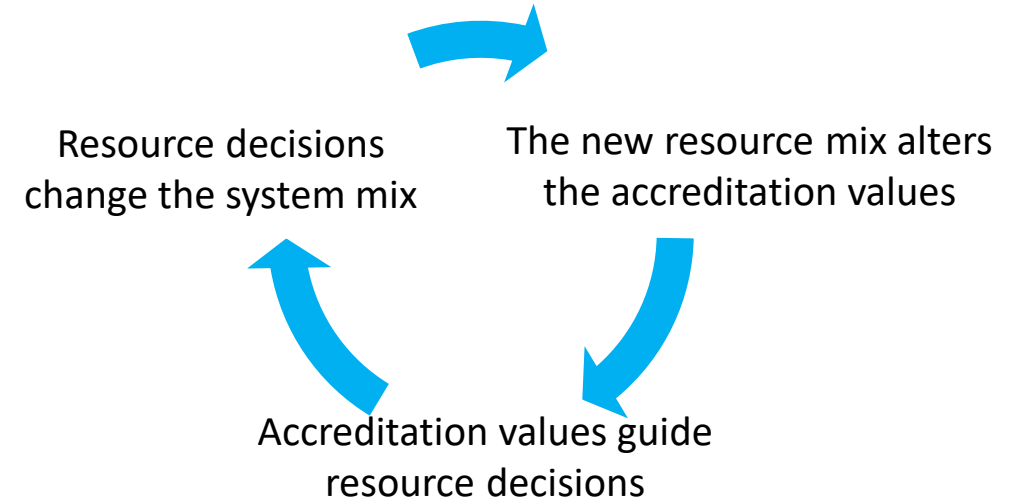 Resource decisions
change the system mix
The new resource mix alters
the accreditation values
Accreditation values guide
resource decisions